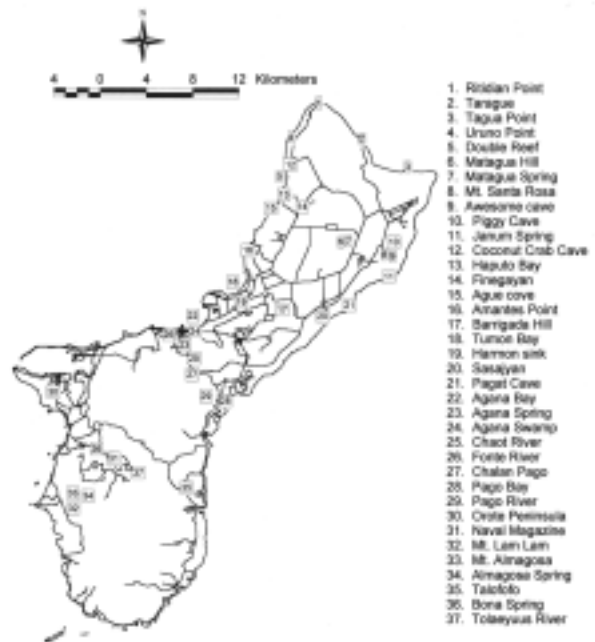 N
4 0 4 8 12 Kilometers
1. Ritidian Point
2. Tarague
3. Tagua Point
4. Uruno Point
5. Double Reef
6. Matagua Hill
7. Matagua Spring
8. Mt. Santa Rosa
9. Awesome cave
10. Piggy Cave
11. Janum Spring
12. Coconut Crab Cave
13. Haputo Bay
14. Finegayan
15. Ague cove
16. Amantes Point
17. Barrigada Hill
18. Tumon Bay
19. Harmon sink
20. Sasajyan
21. Pagat Cave
22. Agana Bay
23. Agana Spring
24. Agana Swamp
25. Chaot River
26. Fonte River
27. Chalan Pago
28. Pago Bay
29. Pago River
30. Orote Peninsula
31. Naval Magazine
32. Mt. Lam Lam
33. Mt. Almagosa
34. Almagosa Spring
35. Talofofo
36. Bona Spring
37. Tolaeyuus River